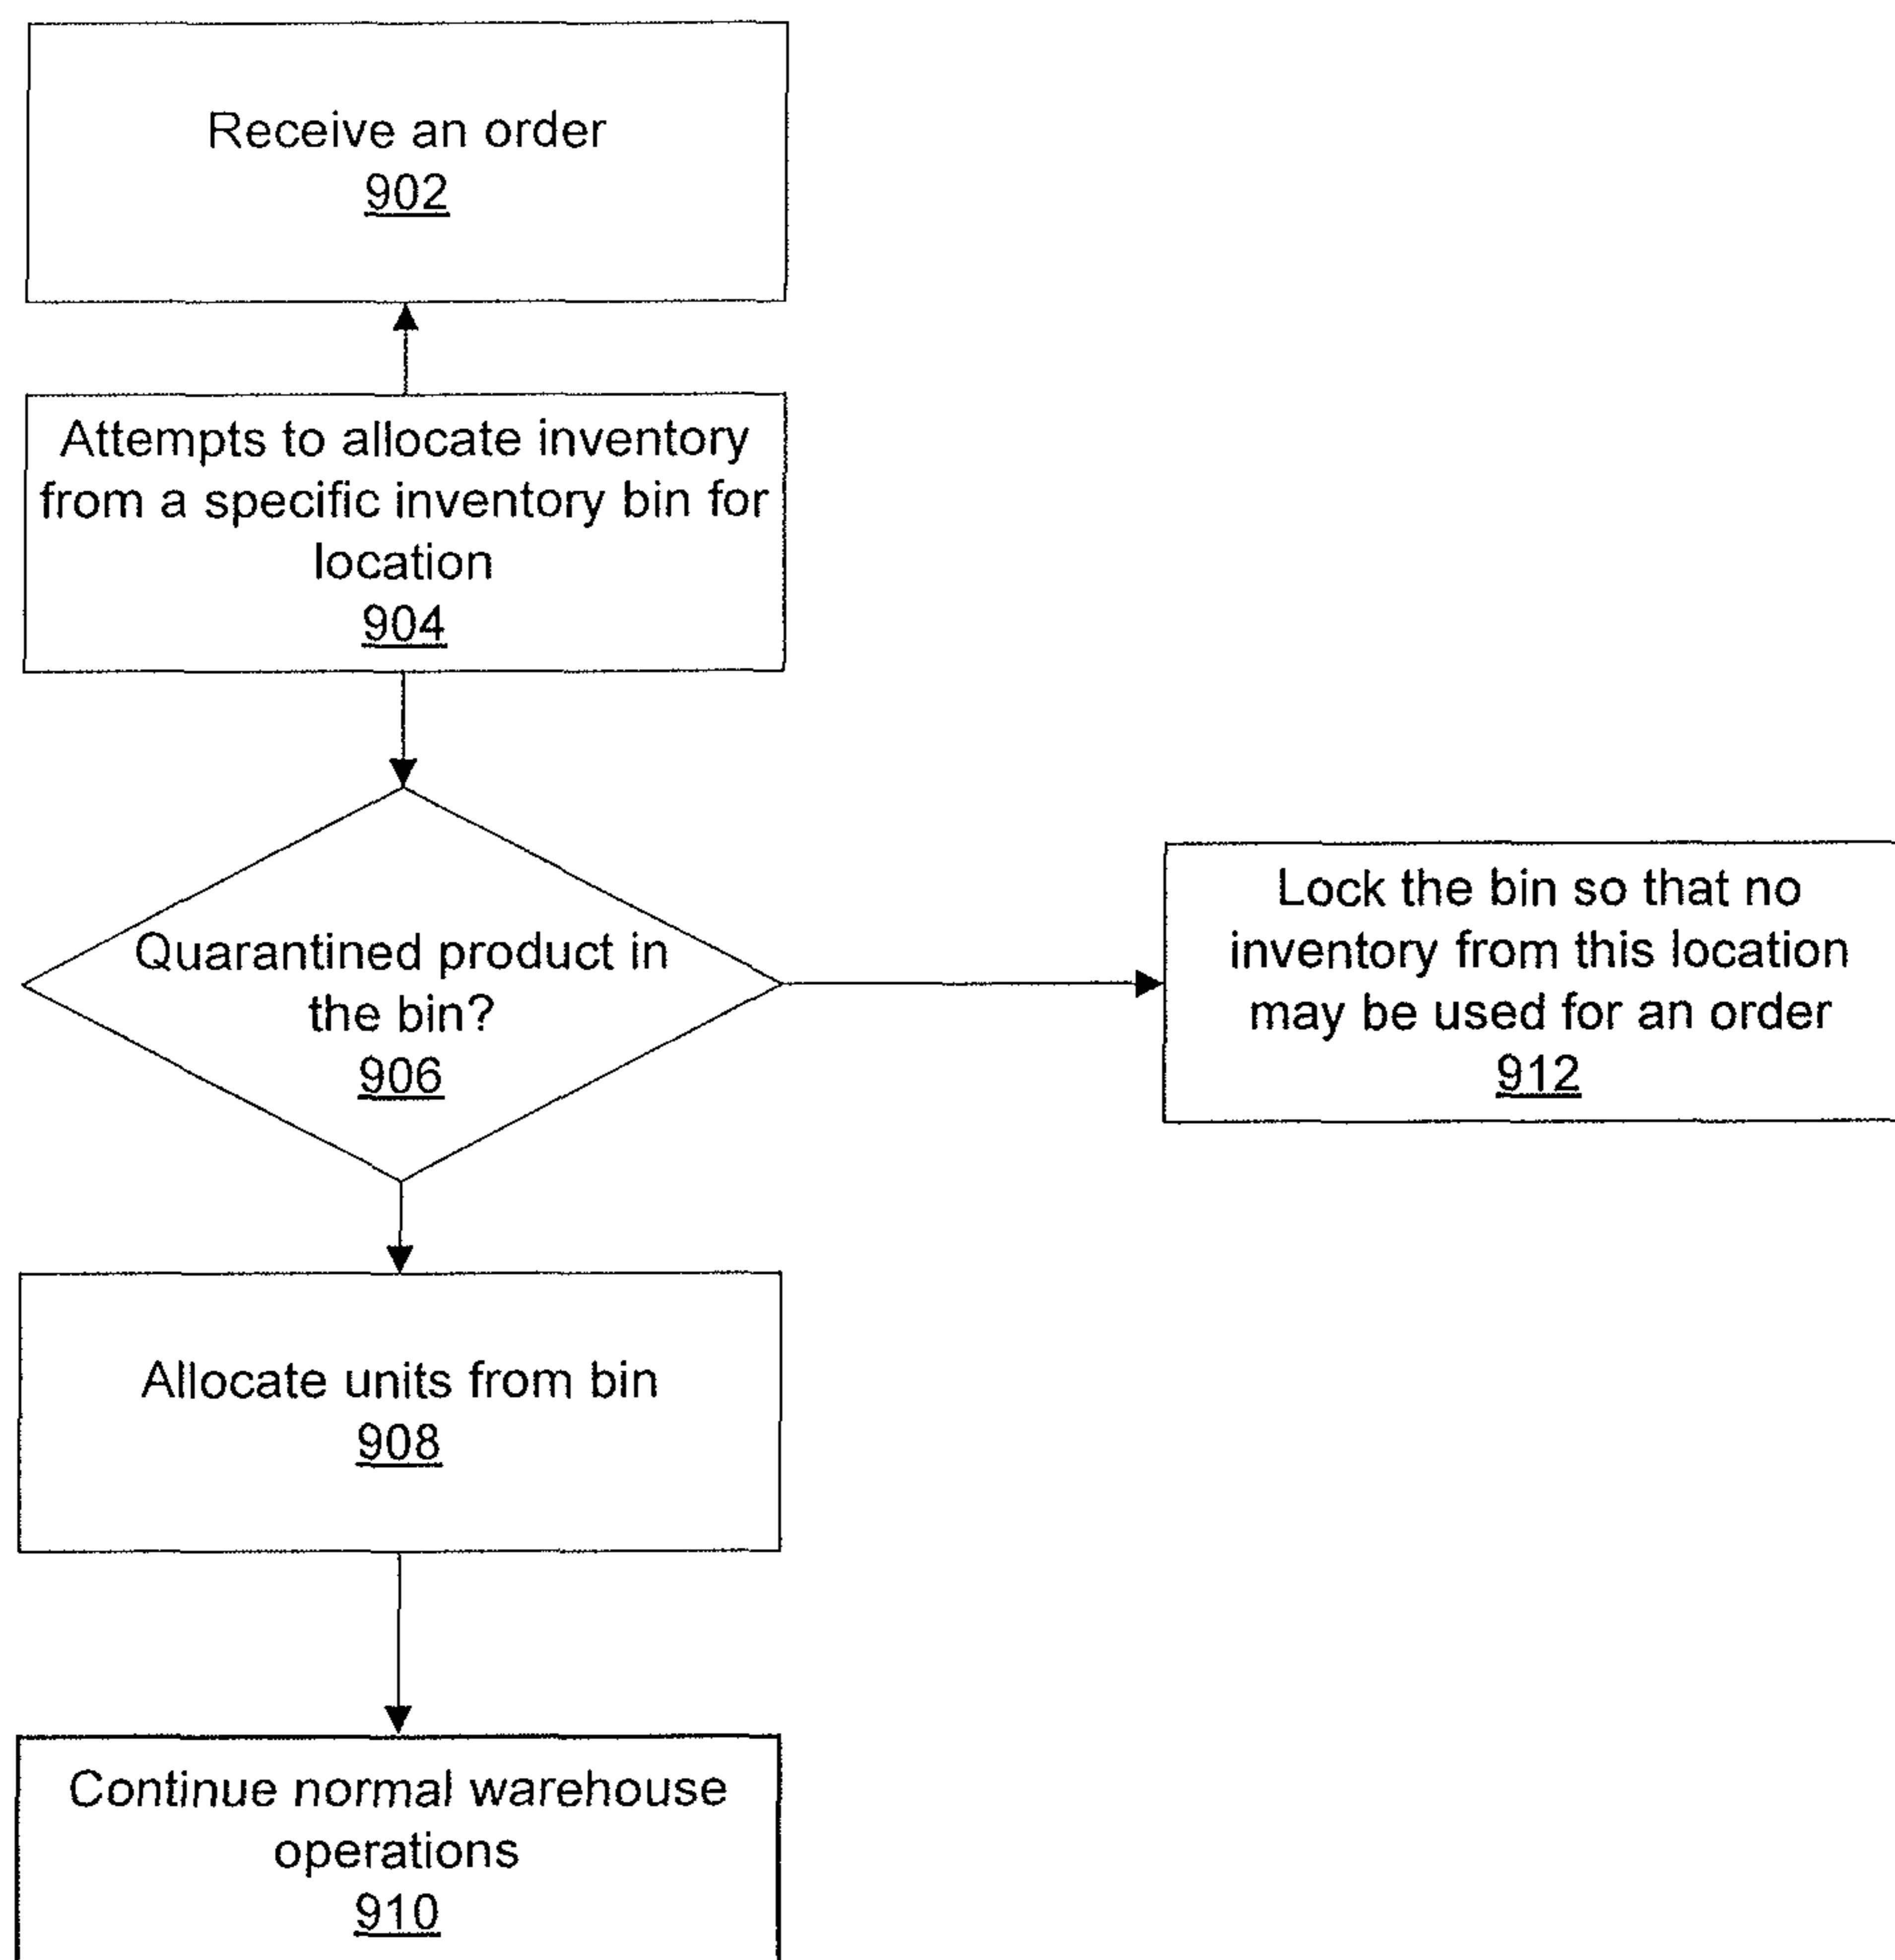 Receive an order
902
Attempts to allocate inventory
from a specific inventory bin for
location
904
Quarantined product in
the bin?
906
Lock the bin so that no
inventory from this location
may be used for an order
912
Allocate units from bin
908
Continue normal warehouse
operations
910